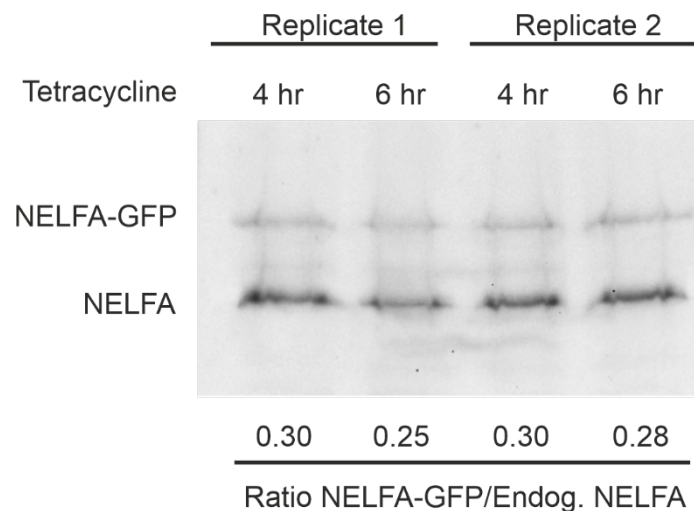 Replicate 1 Replicate 2
Tetracycline 4 hr 6 hr 4 hr 6 hr
NELFA-GFP
NELFA
0.30 0.25 0.30 0.28
Ratio NELFA-GFP/Endog. NELFA